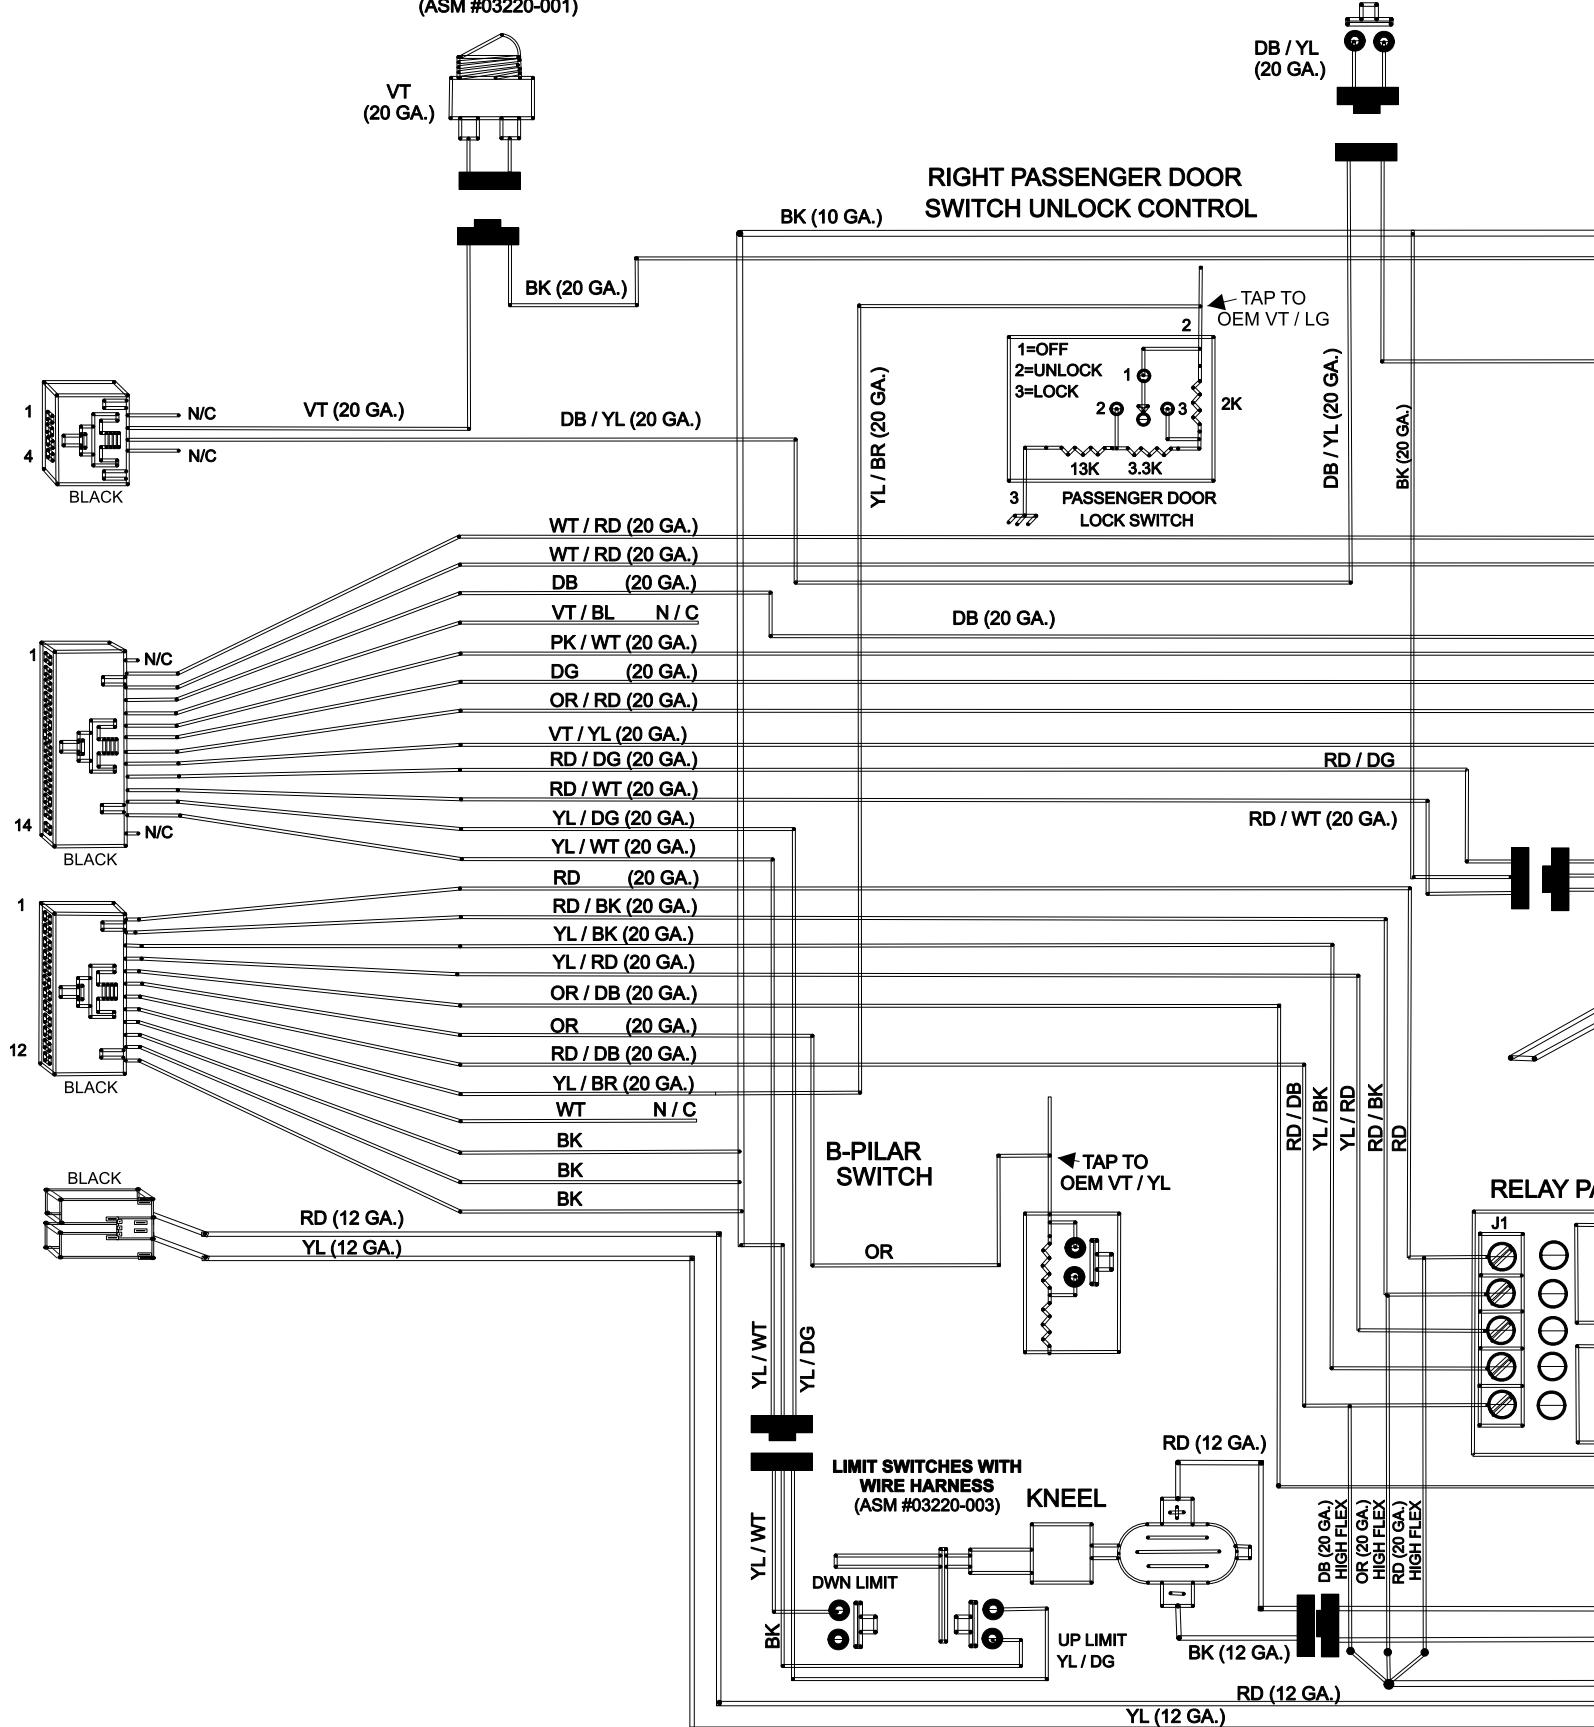 (ASM #03220-001)
VT
(20 GA.)
DB / YL
(20 GA.)
RIGHT PASSENGER DOOR
SWITCH UNLOCK CONTROL
BK (10 GA.)
BK (20 GA.)
TAP TO
OEM VT / LG
2
1=OFF
2=UNLOCK
3=LOCK
1
2
3
2K
13K
3.3K
3
PASSENGER DOOR
LOCK SWITCH
YL / BR (20 GA.)
DB / YL (20 GA.)
BK (20 GA.)
1
4
N/C
N/C
BLACK
VT (20 GA.)
DB / YL (20 GA.)
WT / RD (20 GA.)
WT / RD (20 GA.)
DB (20 GA.)
VT / BL N / C
DB (20 GA.)
PK / WT (20 GA.)
DG (20 GA.)
OR / RD (20 GA.)
VT / YL (20 GA.)
RD / DG (20 GA.)
RD / DG
RD / WT (20 GA.)
YL / DG (20 GA.)
RD / WT (20 GA.)
YL / WT (20 GA.)
1
N/C
14
N/C
BLACK
RD (20 GA.)
RD / BK (20 GA.)
YL / BK (20 GA.)
YL / RD (20 GA.)
OR / DB (20 GA.)
OR (20 GA.)
RD / DB (20 GA.)
YL / BR (20 GA.)
WT N / C
BK
BK
BK
1
12
BLACK
BLACK
RD (12 GA.)
YL (12 GA.)
B-PILAR
SWITCH
TAP TO
OEM VT / YL
OR
RD / DB
YL / BK
YL / RD
RD / BK
RD
J1
YL / WT
YL / DG
LIMIT SWITCHES WITH
WIRE HARNESS
(ASM #03220-003)
KNEEL
RD (12 GA.)
+
-
YL / WT
BK
DWN LIMIT
UP LIMIT
YL / DG
DB (20 GA.)
HIGH FLEX
OR (20 GA.)
HIGH FLEX
RD (20 GA.)
HIGH FLEX
BK (12 GA.)
RD (12 GA.)
YL (12 GA.)
RELAY